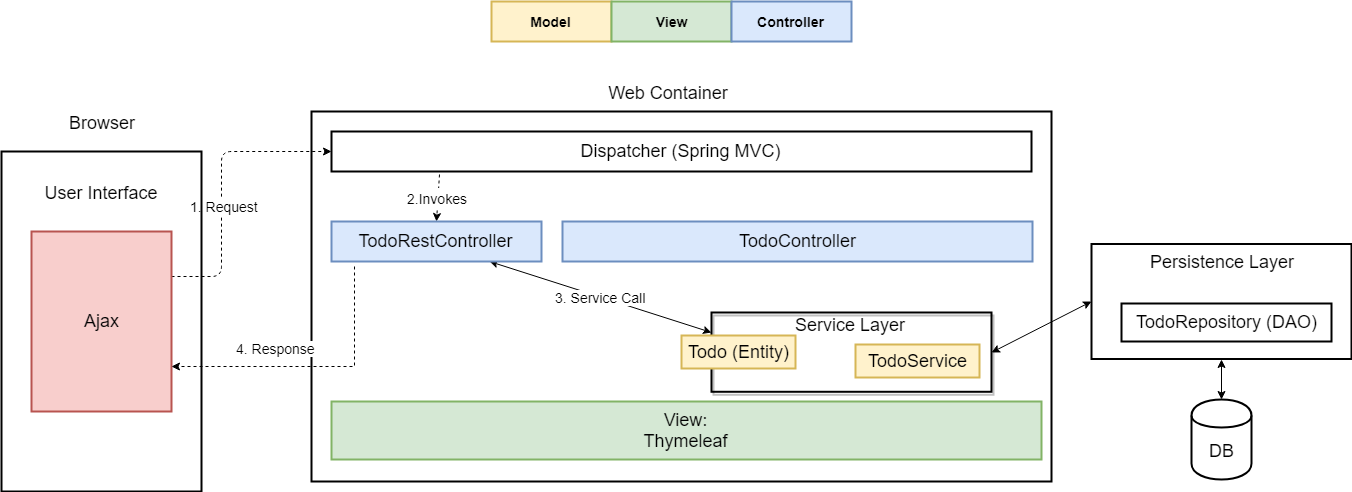 Model
View
Controller
Web Container
Browser
Dispatcher (Spring MVC)
User Interface
1. Request
2.Invokes
TodoRestController
TodoController
Persistence Layer
3. Service Call
Ajax
Service Layer
TodoRepository (DAO)
4. Response
Todo (Entity)
TodoService
View:
Thymeleaf
DB